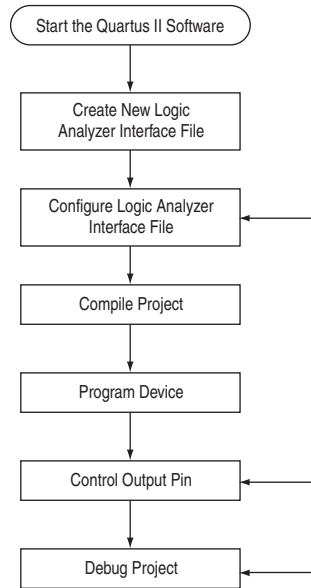 Start the Quartus II Software
Create New Logic
Analyzer Interface File
Configure Logic Analyzer
Interface File
Compile Project
Program Device
Control Output Pin
Debug Project